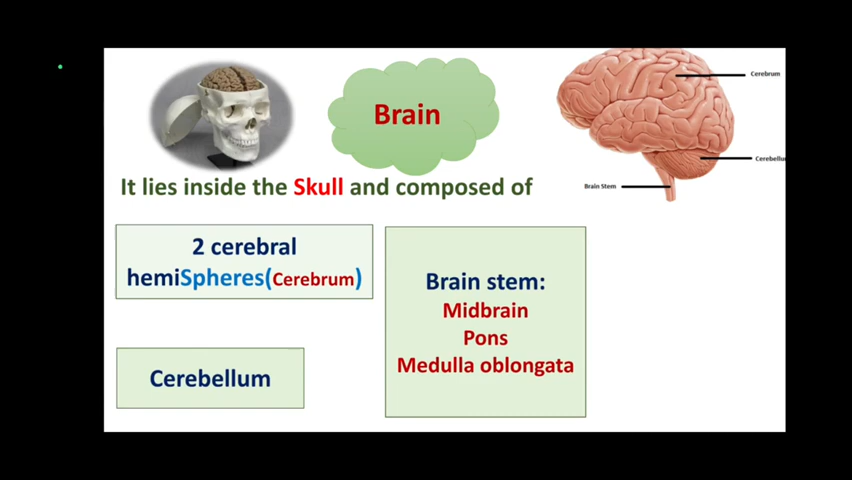 Brain
Cerebrum
Brain Stem
It lies inside the Skull and composed of
2 cerebral
hemiSpheres(Cerebrum)
Brain stem:
Midbrain
Pons
Medulla oblongata
Cerebellum